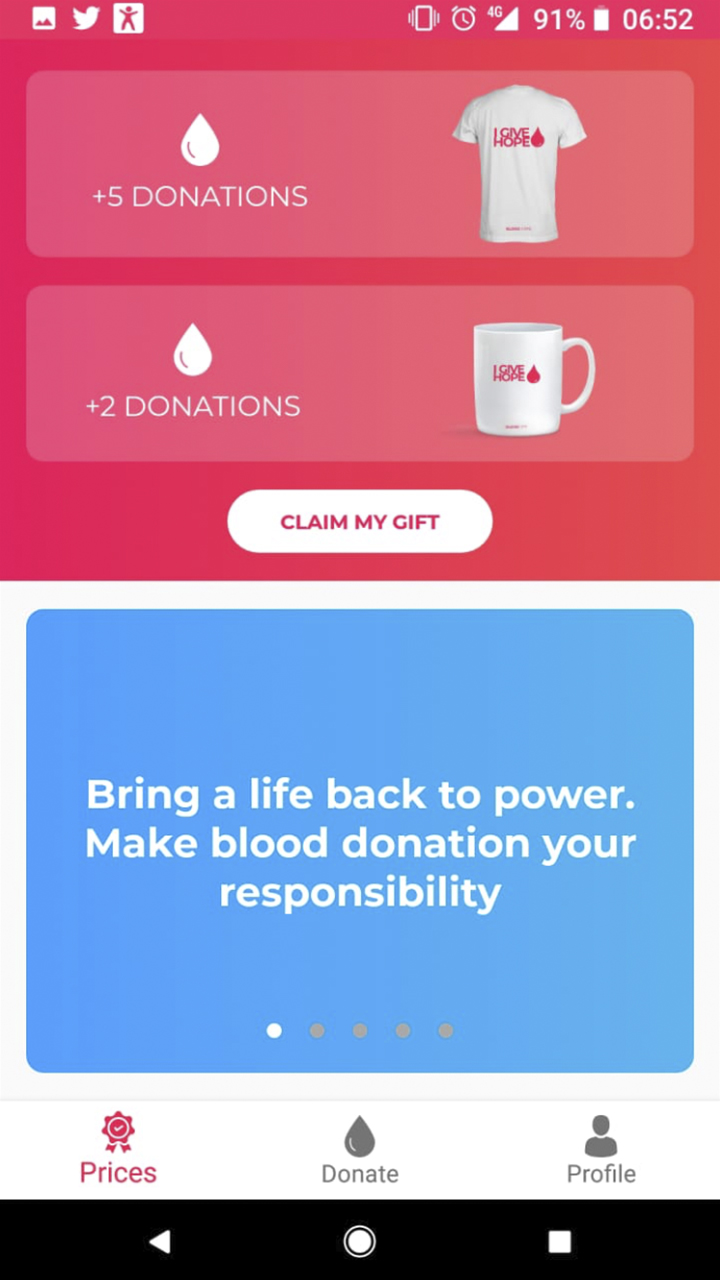 4G 91% 06:52
I GIVE
HOPE
+5 DONATIONS
I GIVE
HOPE
+2 DONATIONS
CLAIM MY GIFT
Bring a life back to power.
Make blood donation your
responsibility
Prices
Donate
Profile